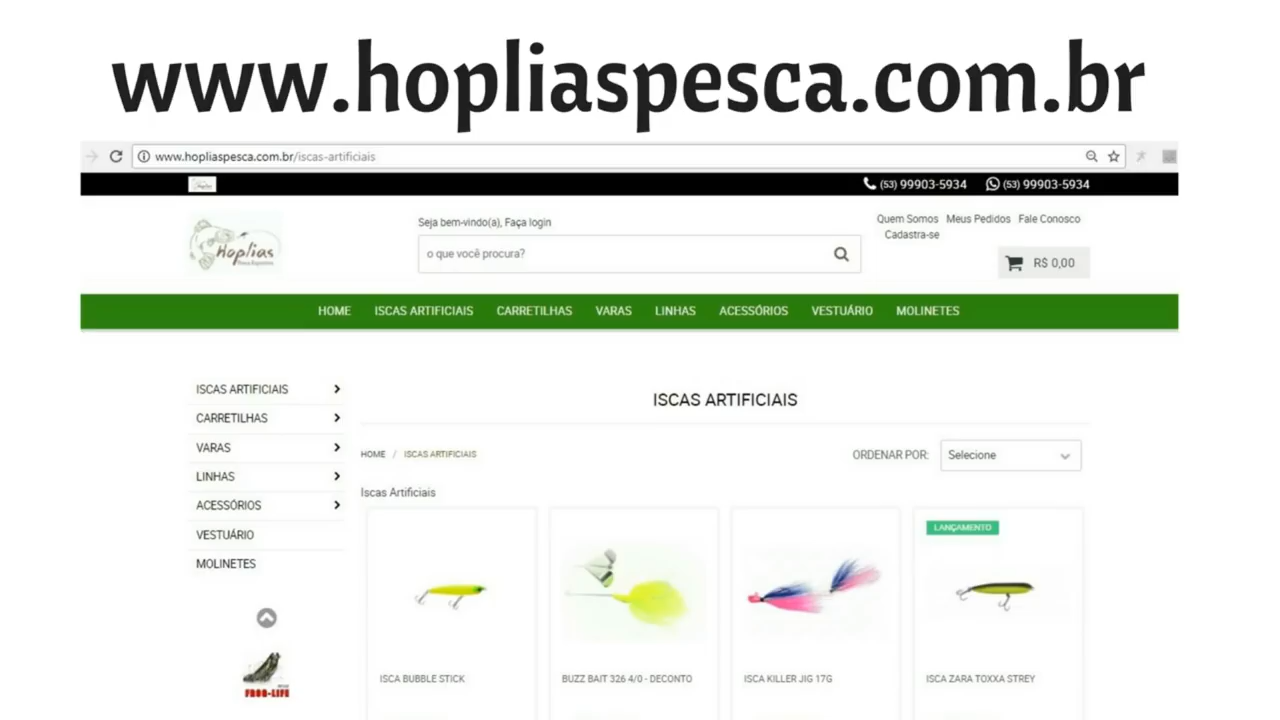 www.hopliaspesca.com.br
www.hopliaspesca.com.br/iscas-artificiais
(53) 99903-5934 (53) 99903-5934
Hoplias
Seja bem-vindo(a), Faça login
o que você procura?
Quem Somos Meus Pedidos Fale Conosco
Cadastra-se
R$ 0,00
HOME ISCAS ARTIFICIAIS CARRETILHAS VARAS LINHAS ACESSÓRIOS VESTUÁRIO MOLINETES
ISCAS ARTIFICIAIS
CARRETILHAS
VARAS
LINHAS
ACESSÓRIOS
VESTUÁRIO
MOLINETES
FROG-LIFE
ISCAS ARTIFICIAIS
HOME / ISCAS ARTIFICIAIS
ORDENAR POR: Selecione
Iscas Artificiais
LANÇAMENTO
ISCA BUBBLE STICK
BUZZ BAIT 326 4/0 - DECONTO
ISCA KILLER JIG 17G
ISCA ZARA TOXXA STREY